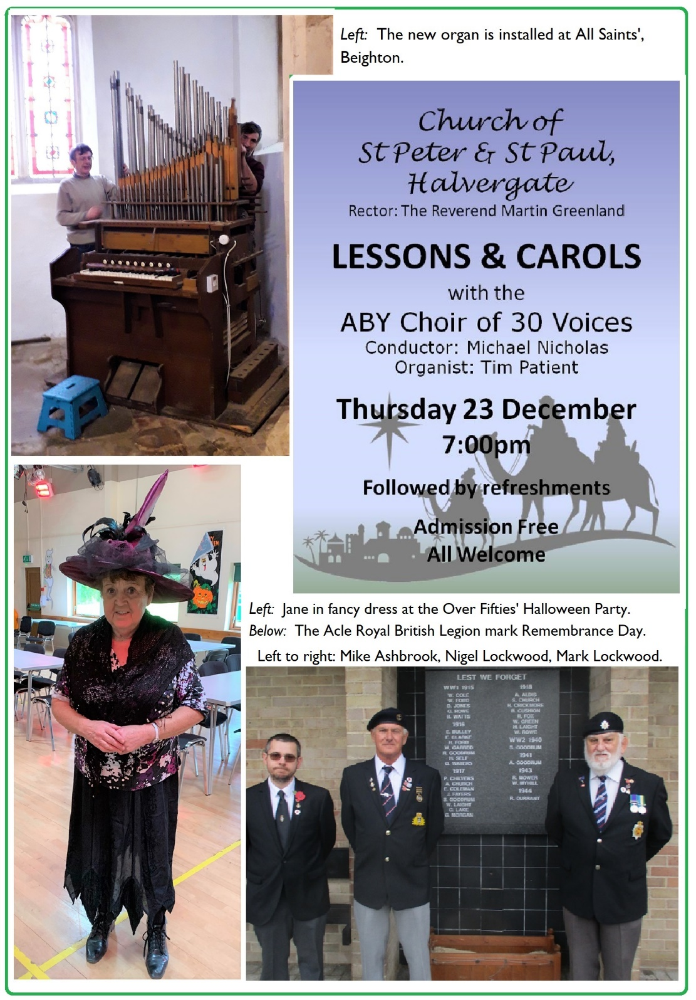 Left: The new organ is installed at All Saints',
Beighton.
Church of
St Peter & St Paul,
Halvergate
Rector: The Reverend Martin Greenland
LESSONS & CAROLS
with the
ABY Choir of 30 Voices
Conductor: Michael Nicholas
Organist: Tim Patient
Thursday 23 December
7:00pm
Followed by refreshments
Admission Free
All Welcome
Left: Jane in fancy dress at the Over Fifties' Halloween Party.
Below: The Acle Royal British Legion mark Remembrance Day.
Left to right: Mike Ashbrook, Nigel Lockwood, Mark Lockwood.
LEST WE FORGET
WW1 1915
W. COLE
W. FORD
D. JONES
G. ROWE
B. WATTS
1916
E. BULLEY
F. CLARKE
H. FORD
W. GARRED
R. GOODRUM
H. SELF
O. WATERS
1917
P. CHILVERS
A. CHURCH
E. COLEMAN
J. EAVERS
S. GOODRUM
W. LAIGHT
G. LAKE
G. MORGAN
1918
A. ALDIS
S. CHURCH
H. CRICKMORE
B. CUSHION
R. FOX
W. GREEN
H. LAIGHT
W. ROWE
WW2 1940
S. GOODRUM
1941
A. GOODRUM
1943
R. MOWER
W. MYHILL
1944
R. DURRANT